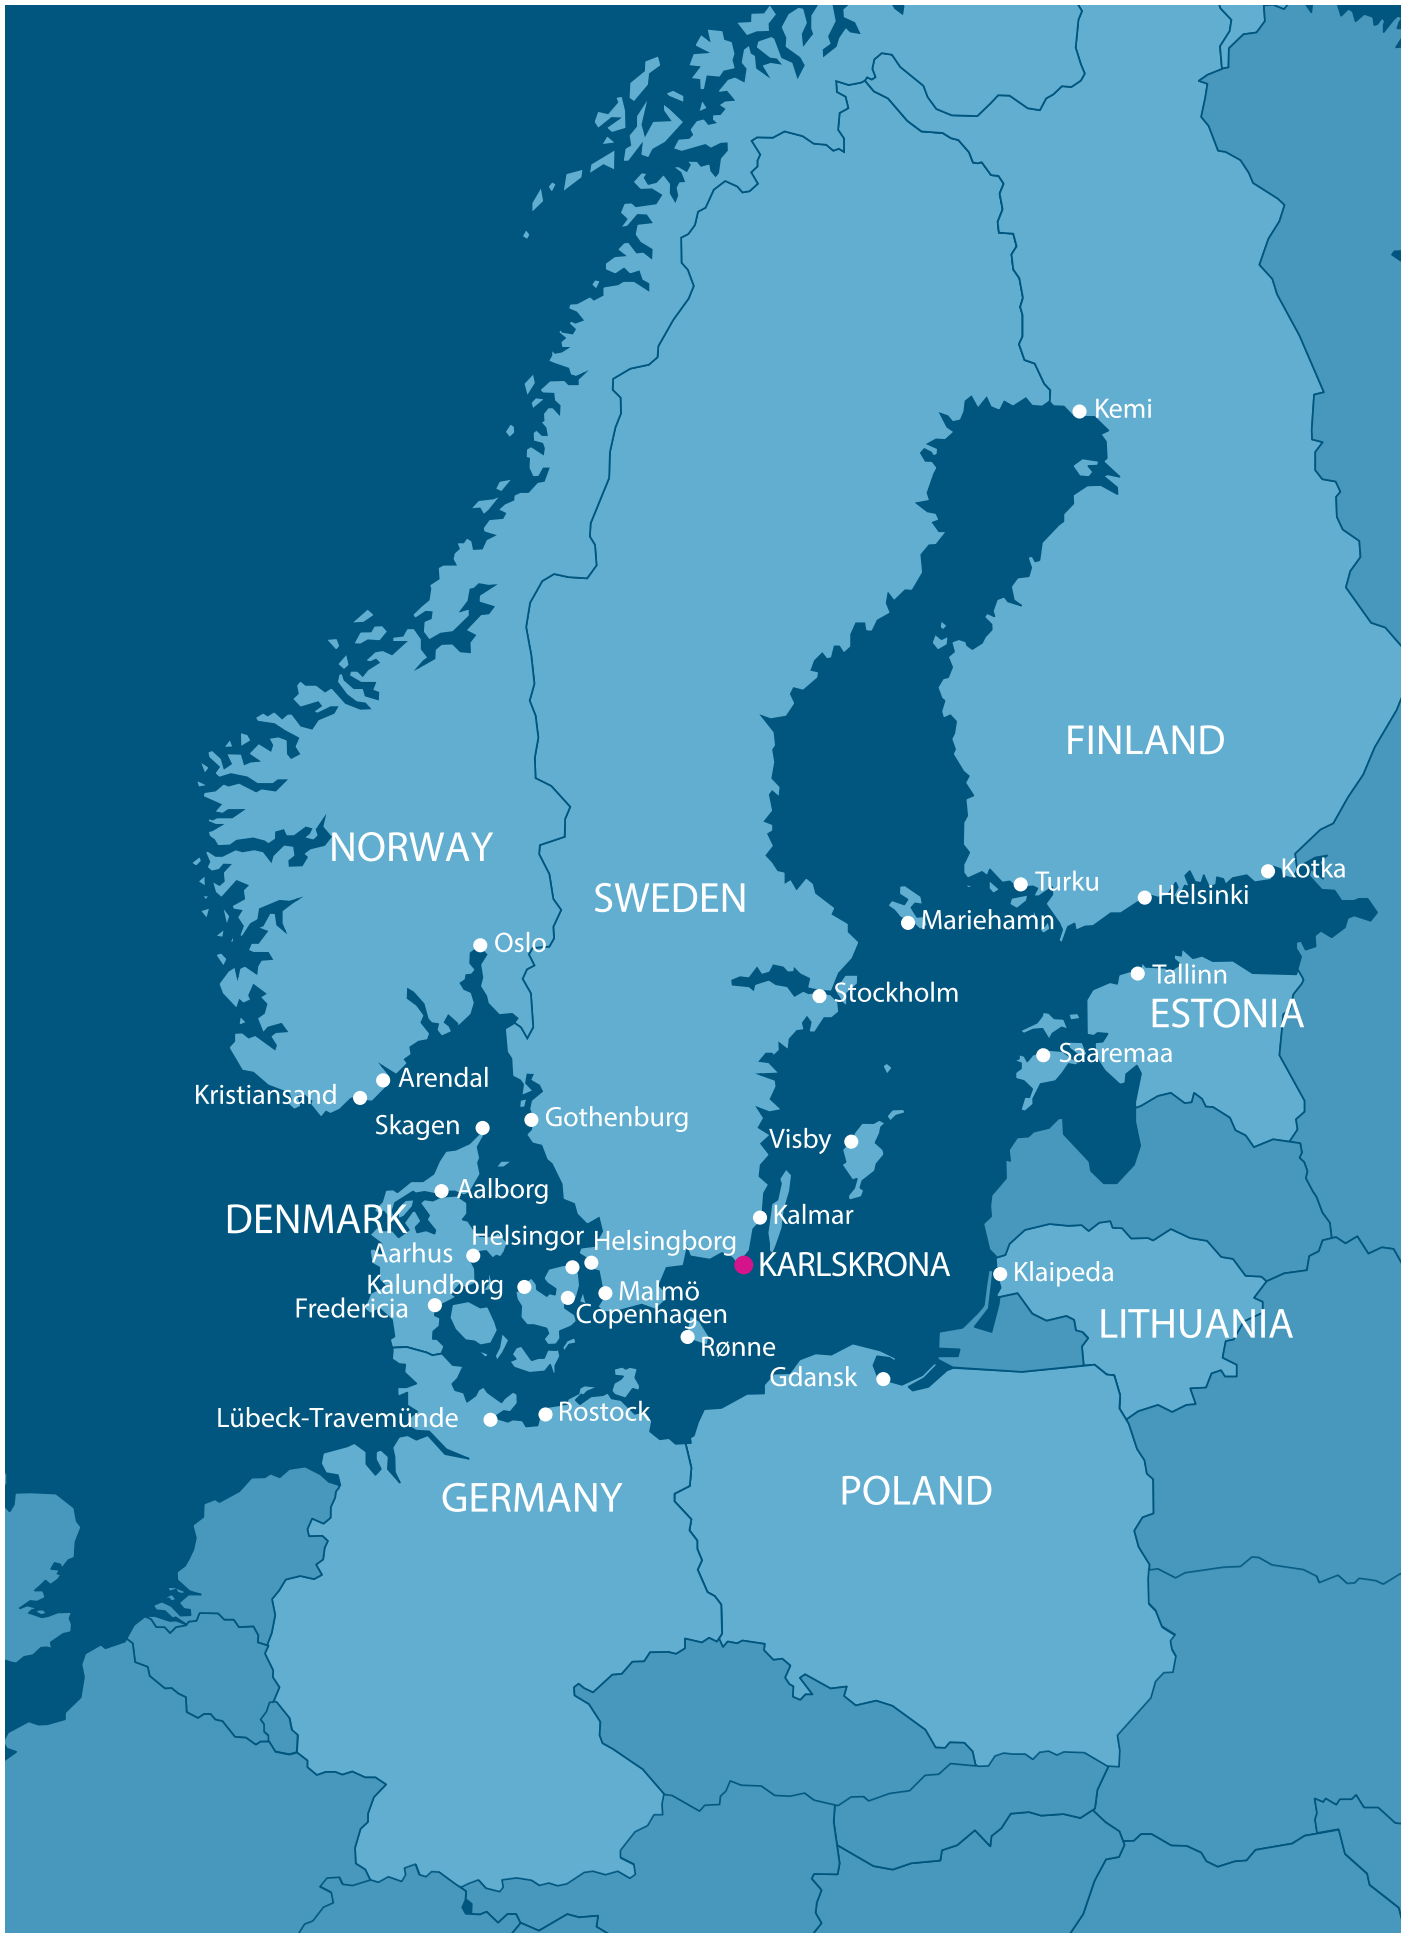 Kemi
FINLAND
NORWAY
SWEDEN
Kotka
Turku
Helsinki
Mariehamn
Oslo
Tallinn
Stockholm
ESTONIA
Saaremaa
Arendal
Kristiansand
Gothenburg
Skagen
Visby
Aalborg
DENMARK
Kalmar
Helsingor
Helsingborg
Aarhus
KARLSKRONA
Klaipeda
Kalundborg
Malmö
Fredericia
Copenhagen
LITHUANIA
Rønne
Gdansk
Rostock
Lübeck-Travemünde
POLAND
GERMANY